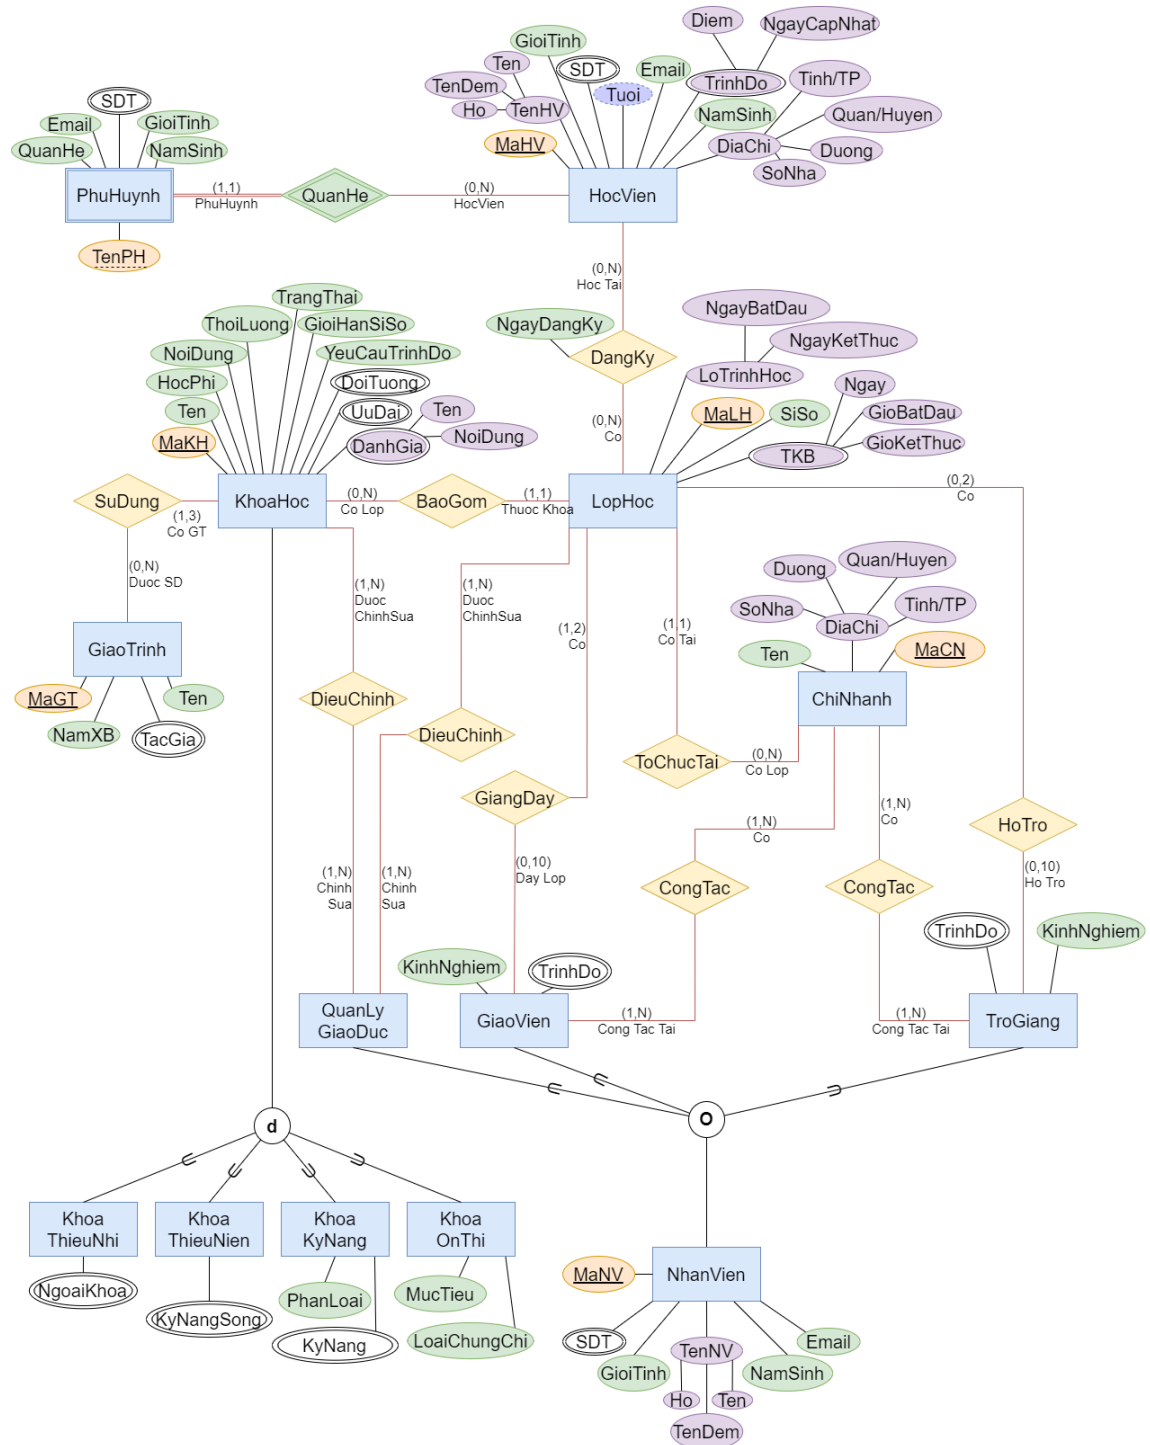 Diem
NgayCapNhat
GioiTinh
Ten
SDT
Email
TrinhDo
Tinh/TP
TenDem
Tuoi
Ho
TenHV
NamSinh
Quan/Huyen
MaHV
DiaChi
Duong
SoNha
SDT
Email
GioiTinh
QuanHe
NamSinh
PhuHuynh
(1,1)
PhuHuynh
QuanHe
(0,N)
HocVien
HocVien
TenPH
(0,N)
Hoc Tai
TrangThai
ThoiLuong
GioiHanSiSo
NoiDung
YeuCauTrinhDo
HocPhi
DoiTuong
Ten
UuDai
Ten
MaKH
DanhGia
NoiDung
NgayDangKy
DangKy
NgayBatDau
NgayKetThuc
LoTrinhHoc
Ngay
MaLH
SiSo
GioBatDau
TKB
GioKetThuc
(0,N)
Co
SuDung
(1,3)
Co GT
KhoaHoc
(0,N)
Co Lop
BaoGom
(1,1)
Thuoc Khoa
LopHoc
(0,2)
Co
(0,N)
Duoc SD
(1,N)
Duoc
ChinhSua
(1,N)
Duoc
ChinhSua
(1,2)
Co
(1,1)
Co Tai
Duong
Quan/Huyen
SoNha
Tinh/TP
DiaChi
Ten
MaCN
GiaoTrinh
MaGT
Ten
NamXB
TacGia
DieuChinh
DieuChinh
ChiNhanh
ToChucTai
(0,N)
Co Lop
GiangDay
(1,N)
Co
(1,N)
Co
HoTro
(1,N)
Chinh
Sua
(1,N)
Chinh
Sua
(0,10)
Day Lop
CongTac
CongTac
(0,10)
Ho Tro
KinhNghiem
TrinhDo
TrinhDo
KinhNghiem
QuanLy
GiaoDuc
GiaoVien
(1,N)
Cong Tac Tai
(1,N)
Cong Tac Tai
TroGiang
d
O
Khoa
ThieuNhi
Khoa
ThieuNien
Khoa
KyNang
Khoa
OnThi
NgoaiKhoa
KyNangSong
PhanLoai
KyNang
MucTieu
LoaiChungChi
MaNV
NhanVien
SDT
TenNV
Email
GioiTinh
NamSinh
Ho
Ten
TenDem